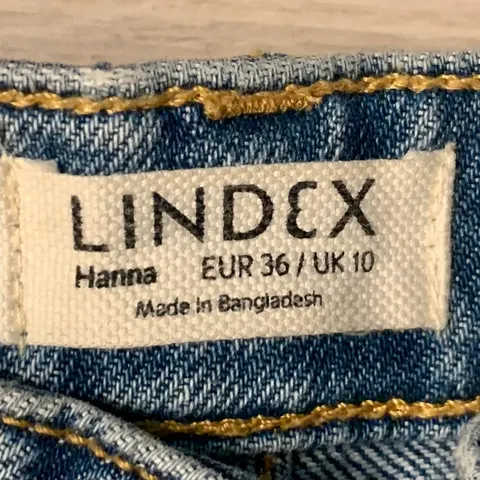 LINDEX
Hanna EUR 36 / UK 10
Made in Bangladesh